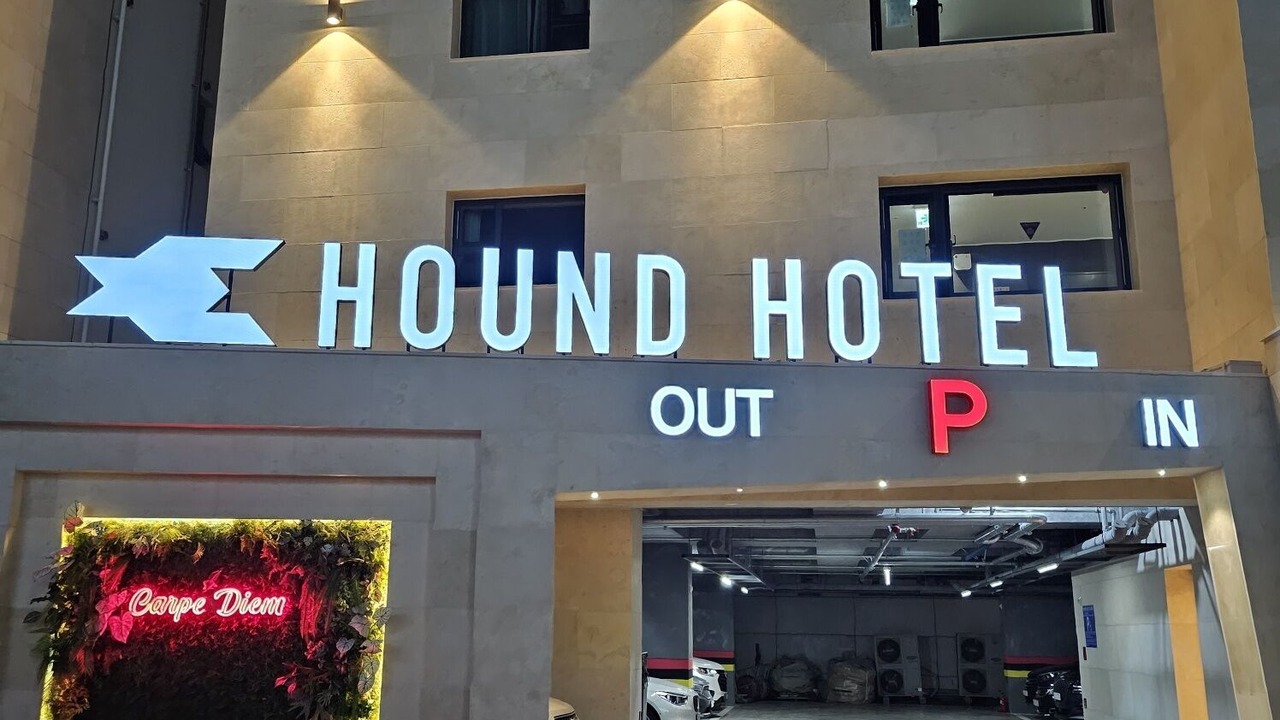 HOUND HOTEL
OUT P IN
Carpe Diem